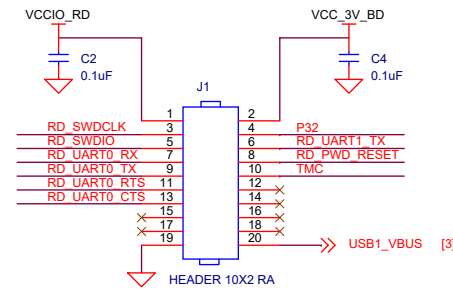 VCCIO_RD
VCC_3V_BD
C2
0.1uF
C4
0.1uF
J1
1 2
RD_SWDCLK 3 4 P32
RD_SWDIO 5 6 RD_UART1_TX
RD_UART0_RX 7 8 RD_PWD_RESET
RD_UART0_TX 9 10 TMC
RD_UART0_RTS 11 12
RD_UART0_CTS 13 14
15 16
17 18
19 20 USB1_VBUS [3]
HEADER 10X2 RA